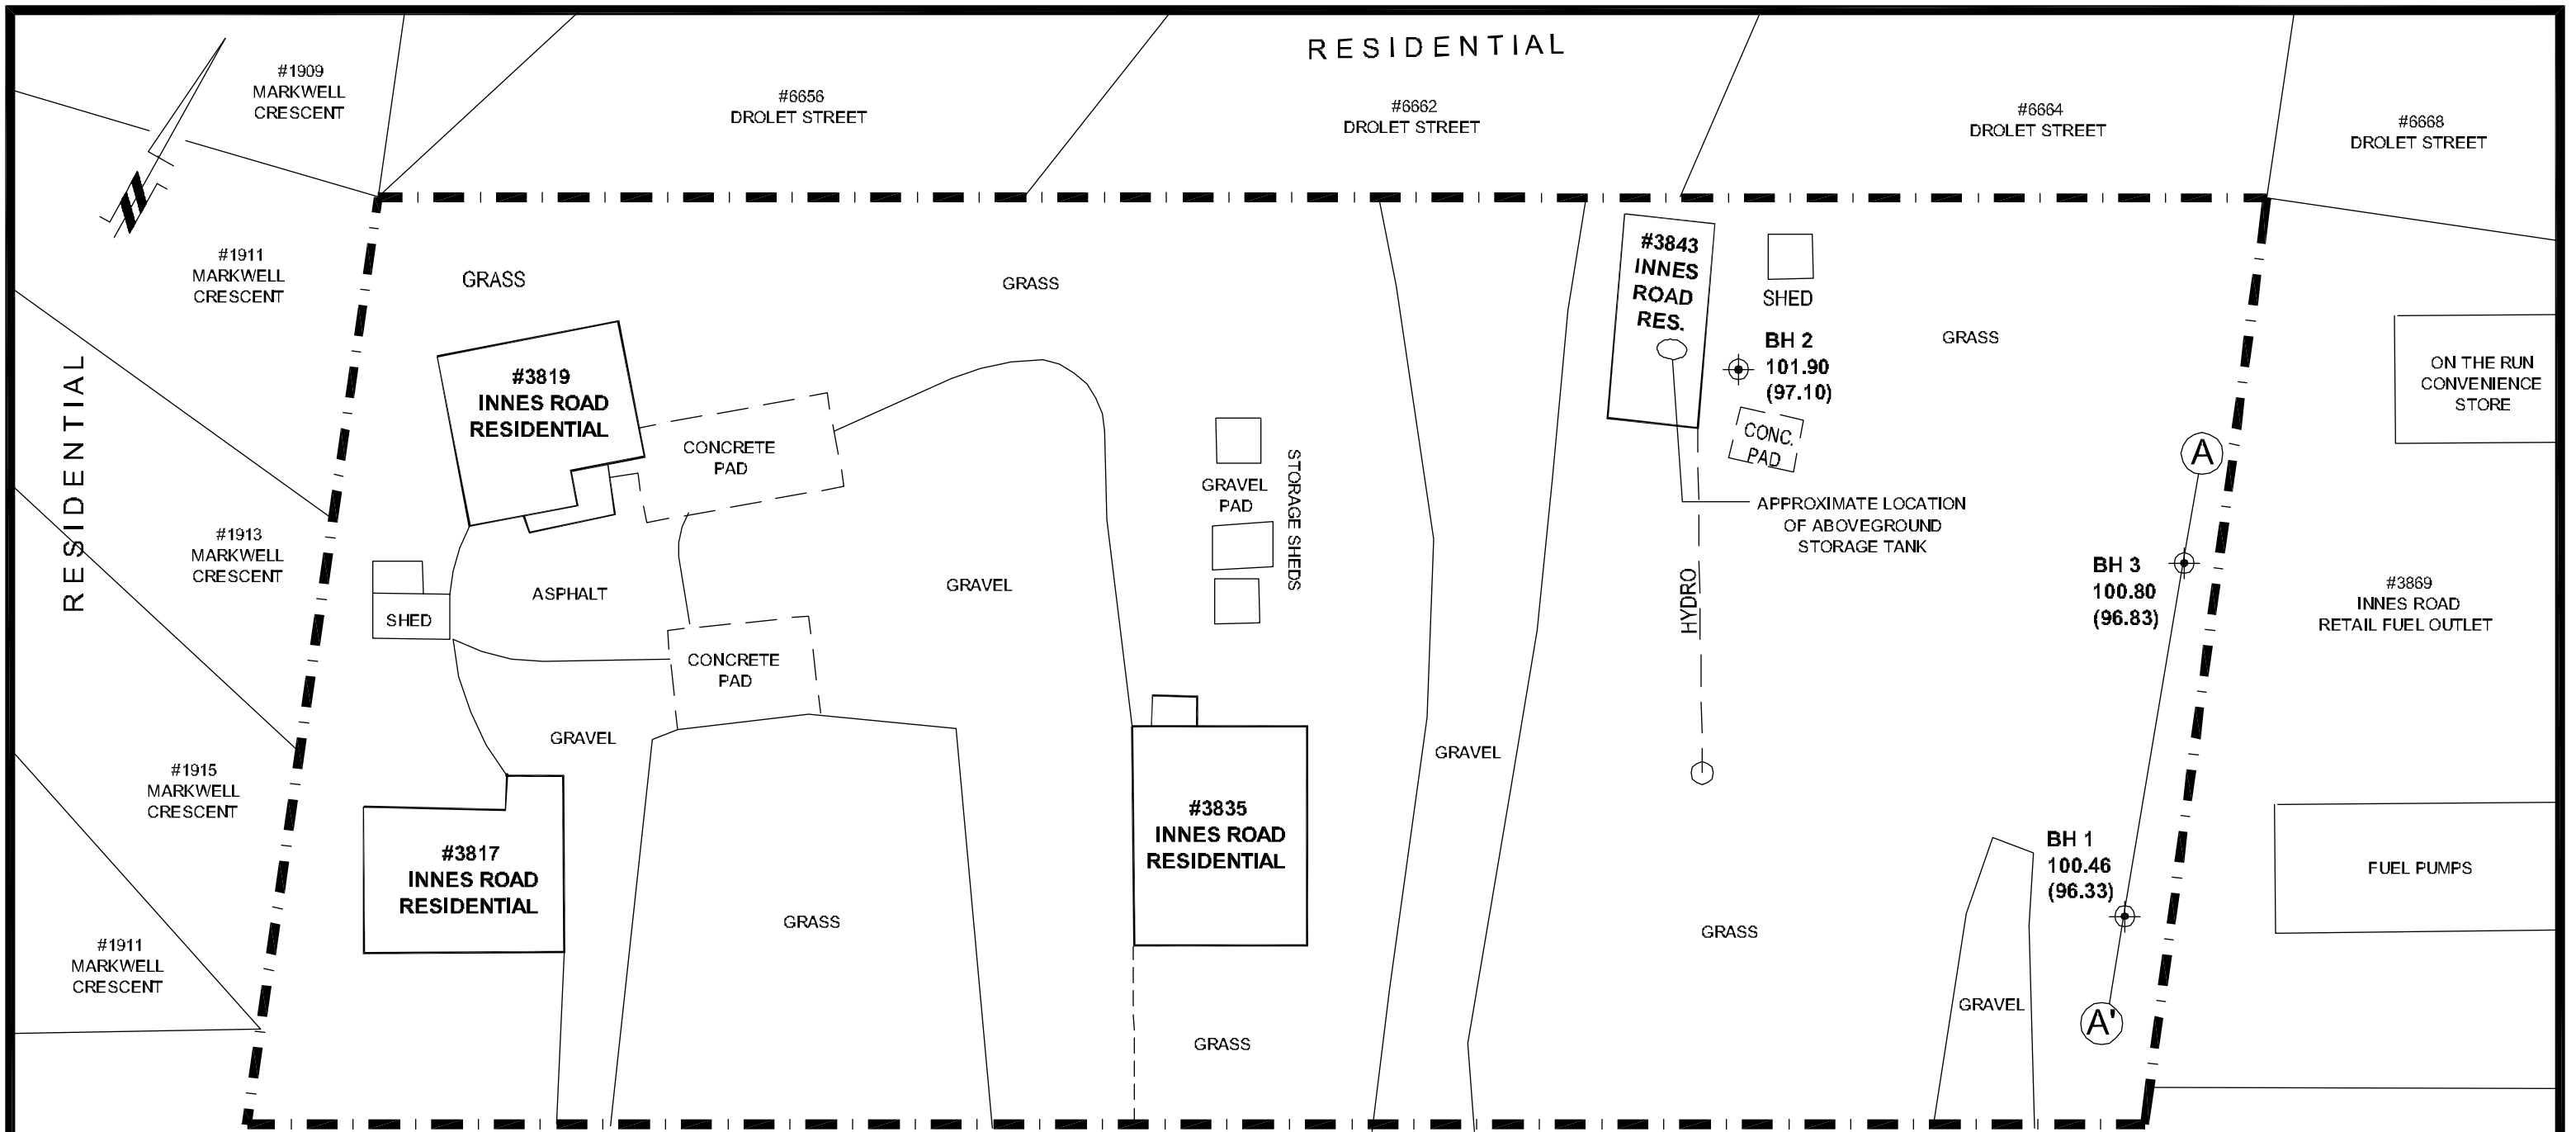 RESIDENTIAL
#1909
MARKWELL
CRESCENT
#6656
DROLET STREET
#6662
DROLET STREET
#6664
DROLET STREET
#6668
DROLET STREET
#1911
MARKWELL
CRESCENT
GRASS
GRASS
#3843
INNES
ROAD
RES.
SHED
GRASS
BH 2
101.90
(97.10)
ON THE RUN
CONVENIENCE
STORE
RESIDENTIAL
#3819
INNES ROAD
RESIDENTIAL
CONCRETE
PAD
GRAVEL
PAD
STORAGE SHEDS
CONC.
PAD
A
APPROXIMATE LOCATION
OF ABOVEGROUND
STORAGE TANK
#1913
MARKWELL
CRESCENT
ASPHALT
GRAVEL
HYDRO
BH 3
100.80
(96.83)
#3869
INNES ROAD
RETAIL FUEL OUTLET
SHED
CONCRETE
PAD
GRAVEL
GRAVEL
#1915
MARKWELL
CRESCENT
#3817
INNES ROAD
RESIDENTIAL
#3835
INNES ROAD
RESIDENTIAL
BH 1
100.46
(96.33)
FUEL PUMPS
GRASS
GRASS
#1911
MARKWELL
CRESCENT
GRAVEL
A'
GRASS